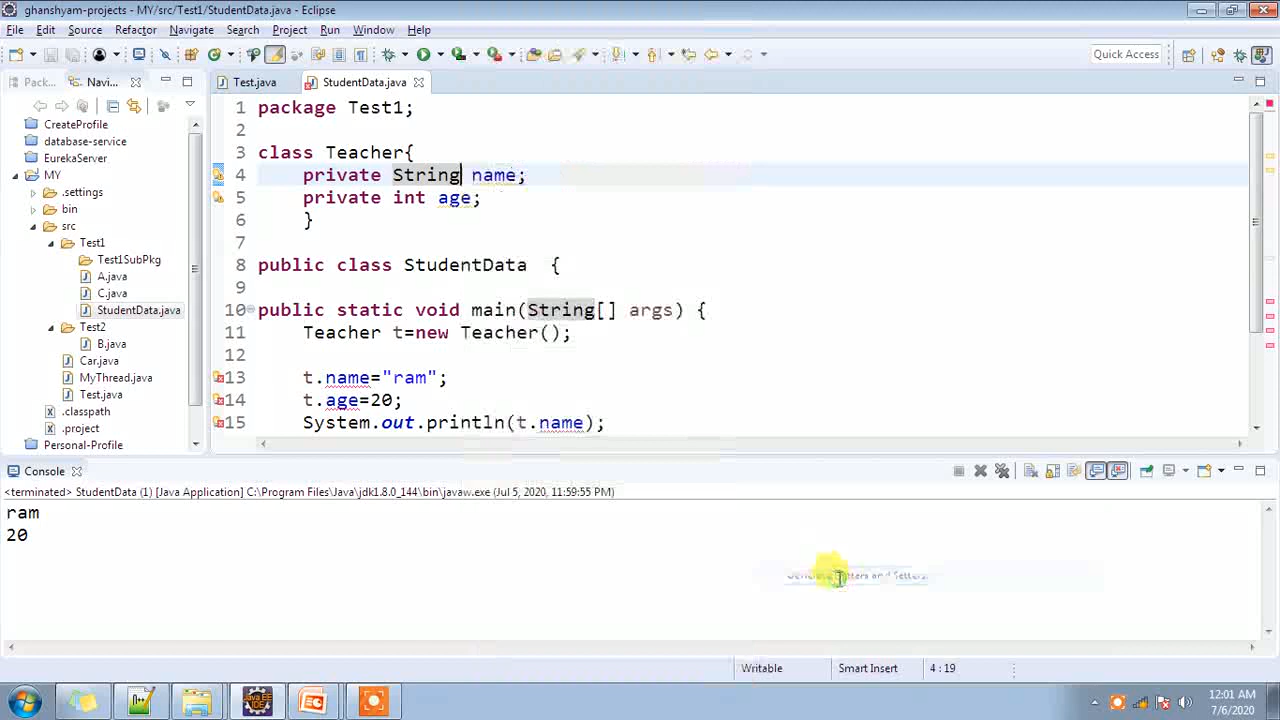 ghanshyam-projects - MY/src/Test1/StudentData.java - Eclipse
File Edit Source Refactor Navigate Search Project Run Window Help
Quick Access
Pack... Navi...
Test.java StudentData.java
CreateProfile
database-service
EurekaServer
MY
.settings
bin
src
Test1
Test1SubPkg
A.java
C.java
StudentData.java
Test2
B.java
Car.java
MyThread.java
Test.java
.classpath
.project
Personal-Profile
1 package Test1;
2
3 class Teacher{
4 private String name;
5 private int age;
6 }
7
8 public class StudentData {
9
10 public static void main(String[] args) {
11 Teacher t=new Teacher();
12
13 t.name="ram";
14 t.age=20;
15 System.out.println(t.name);
Console
<terminated> StudentData (1) [Java Application] C:\Program Files\Java\jdk1.8.0_144\bin\javaw.exe (Jul 5, 2020, 11:59:55 PM)
ram
20
Writable Smart Insert 4 : 19
12:01 AM
7/6/2020